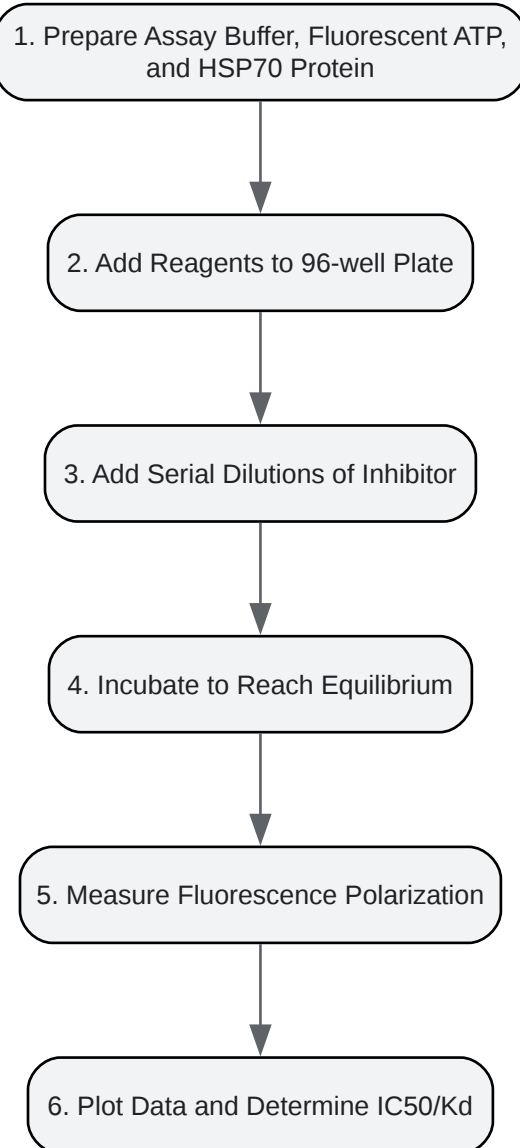 1. Prepare Assay Buffer, Fluorescent ATP,
and HSP70 Protein
2. Add Reagents to 96-well Plate
3. Add Serial Dilutions of Inhibitor
4. Incubate to Reach Equilibrium
5. Measure Fluorescence Polarization
6. Plot Data and Determine IC50/Kd